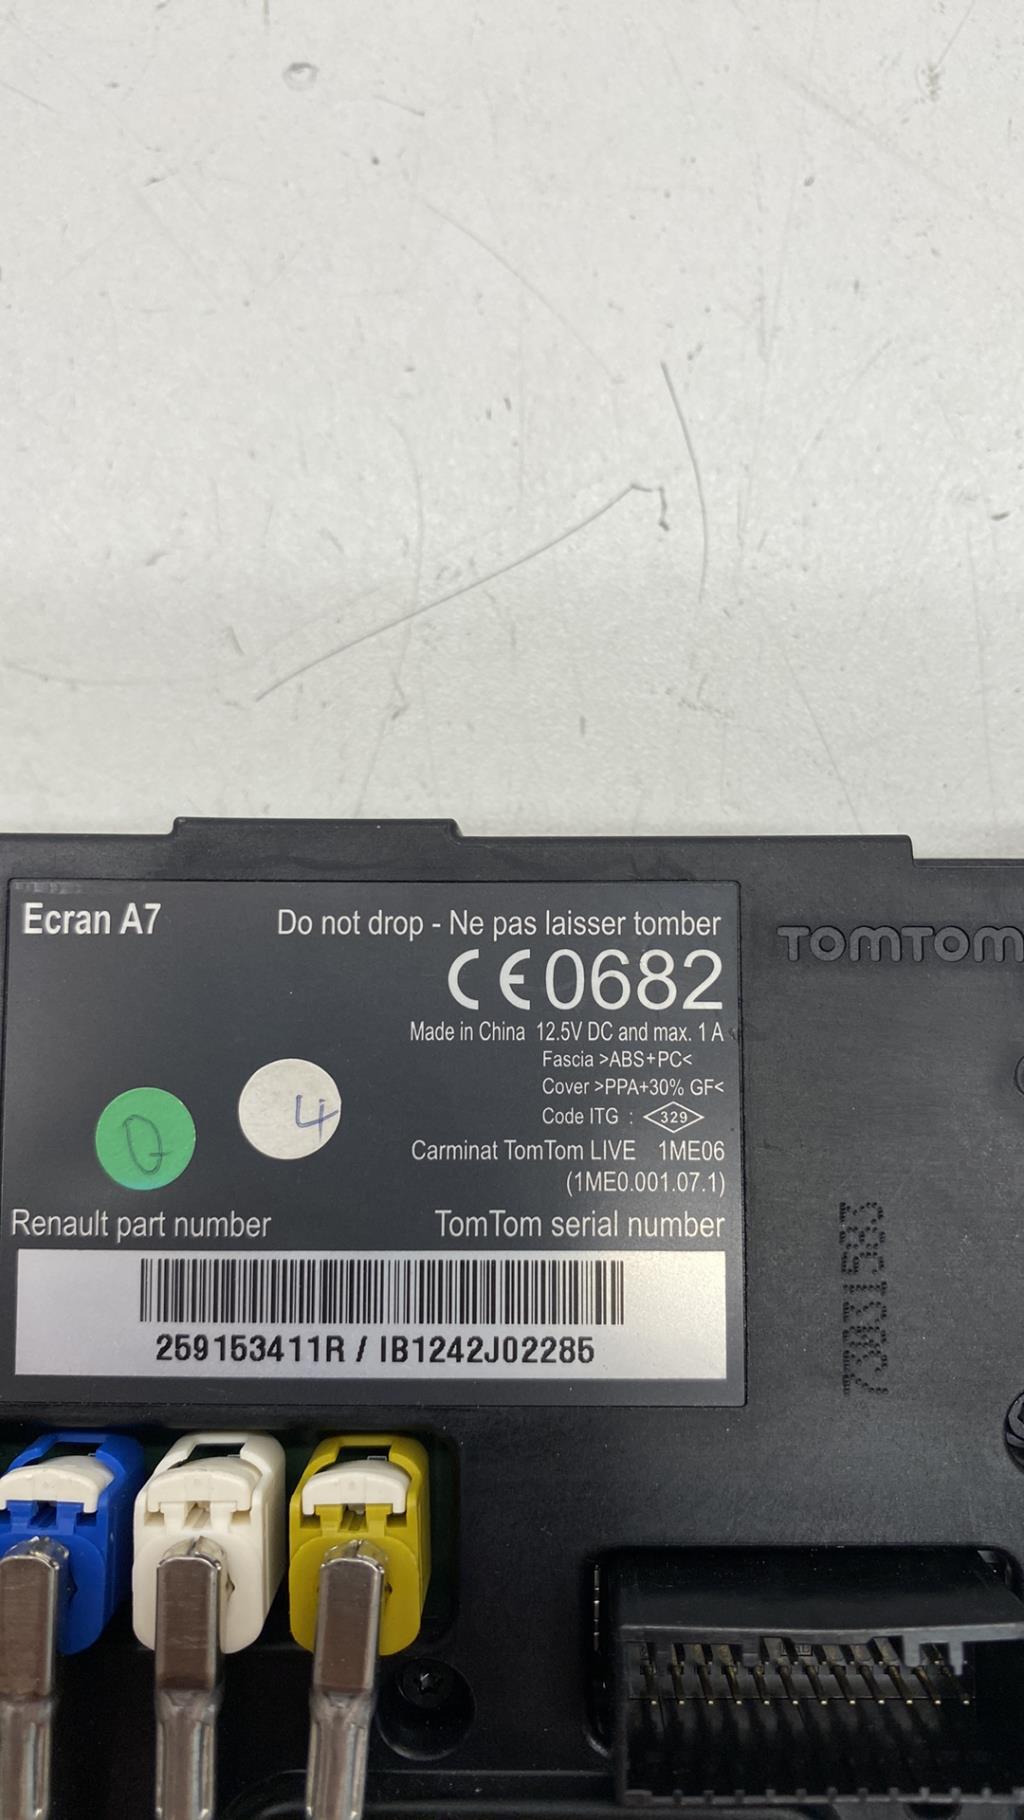 Ecran A7
Do not drop - Ne pas laisser tomber
CE0682
TOMTOM
Made in China 12.5V DC and max. 1 A
Fascia >ABS+PC<
Cover >PPA+30% GF<
Code ITG : 329
4
Carminat TomTom LIVE 1ME06
(1ME0.001.07.1)
Renault part number
TomTom serial number
259153411R / IB1242J02285